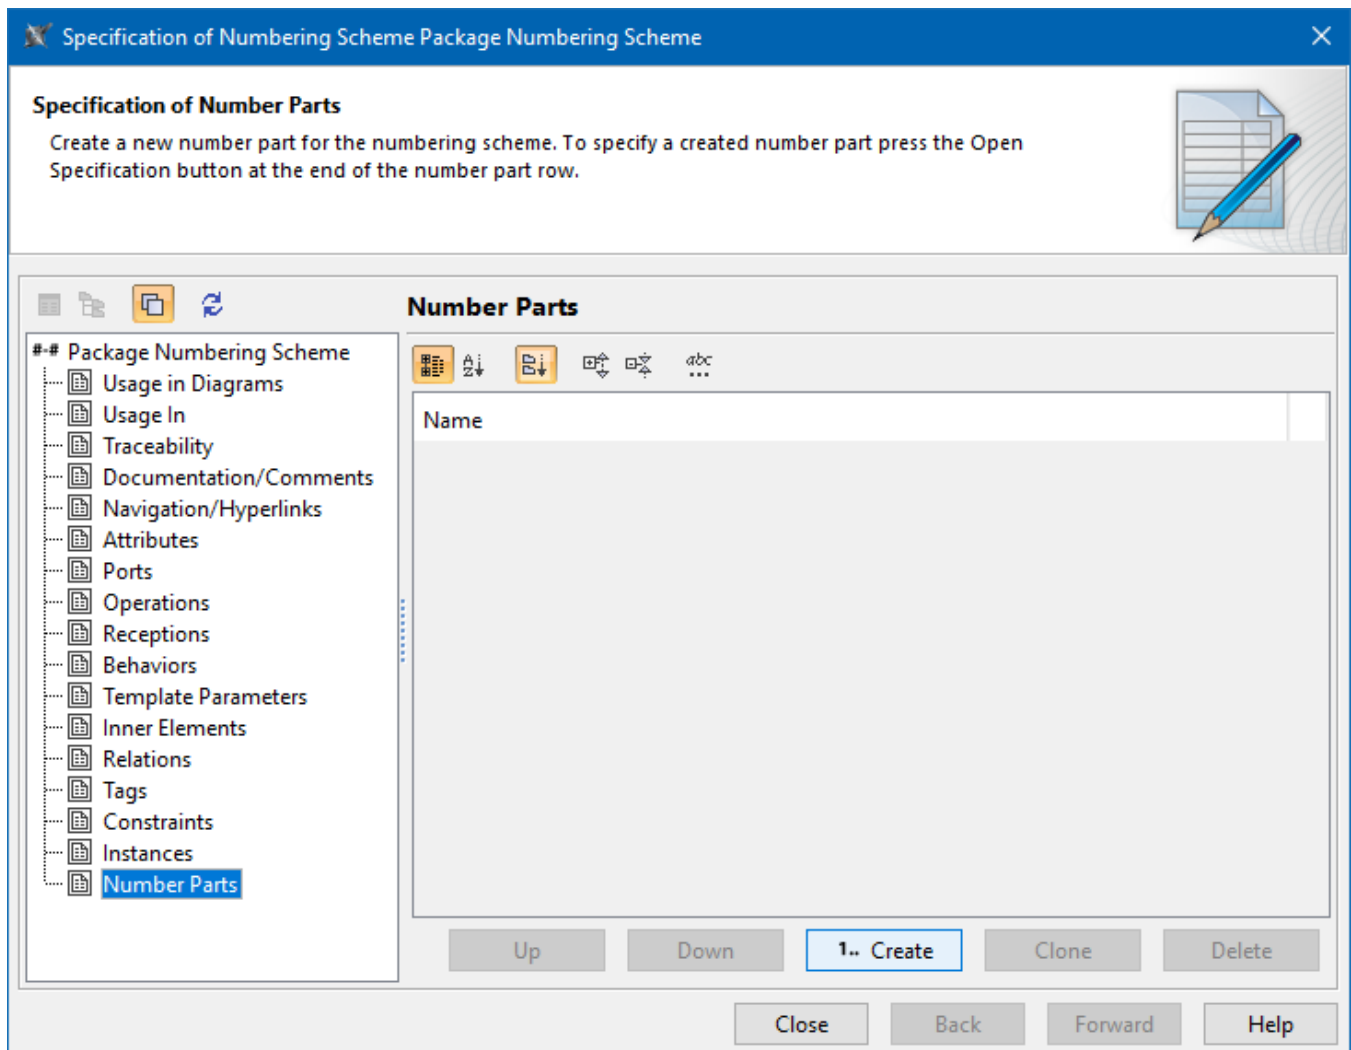 Specification of Numbering Scheme Package Numbering Scheme
Specification of Number Parts
Create a new number part for the numbering scheme. To specify a created number part press the Open
Specification button at the end of the number part row.
Number Parts
#-# Package Numbering Scheme
Usage in Diagrams
Usage In
Traceability
Documentation/Comments
Navigation/Hyperlinks
Attributes
Ports
Operations
Receptions
Behaviors
Template Parameters
Inner Elements
Relations
Tags
Constraints
Instances
Number Parts
A Z
abc
Name
Up Down 1.. Create Clone Delete
Close Back Forward Help